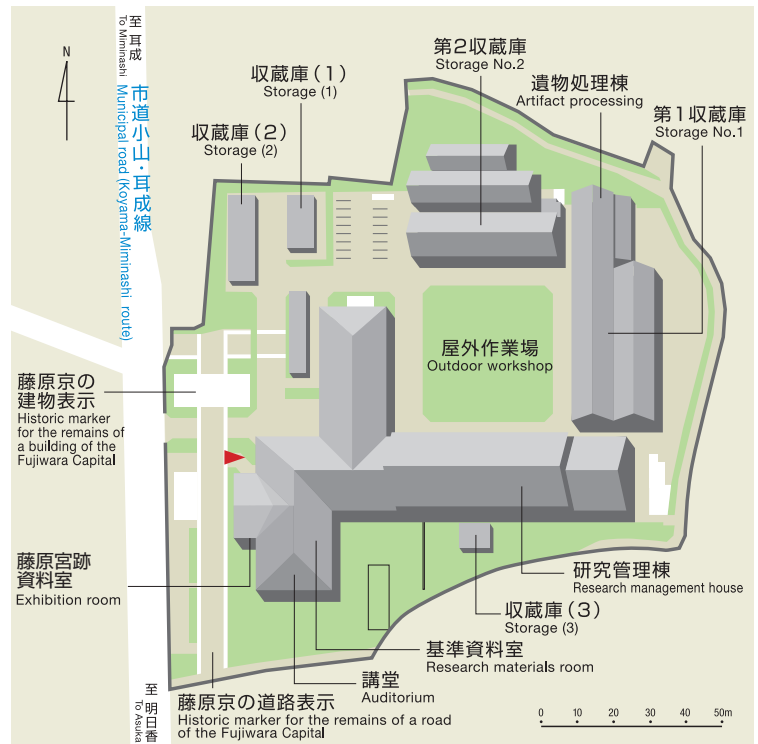 N
至 耳成
To Miminashi
市道小山・耳成線
Municipal road (Koyama-Miminashi route)
収蔵庫(1)
Storage (1)
収蔵庫(2)
Storage (2)
第2収蔵庫
Storage No.2
遺物処理棟
Artifact processing
第1収蔵庫
Storage No.1
屋外作業場
Outdoor workshop
藤原京の
建物表示
Historic marker
for the remains of
a building of the
Fujiwara Capital
藤原宮跡
資料室
Exhibition room
研究管理棟
Research management house
収蔵庫(3)
Storage (3)
基準資料室
Research materials room
講堂
Auditorium
藤原京の道路表示
Historic marker for the remains of a road
of the Fujiwara Capital
至 明日香
To Asuka
0 10 20 30 40 50m